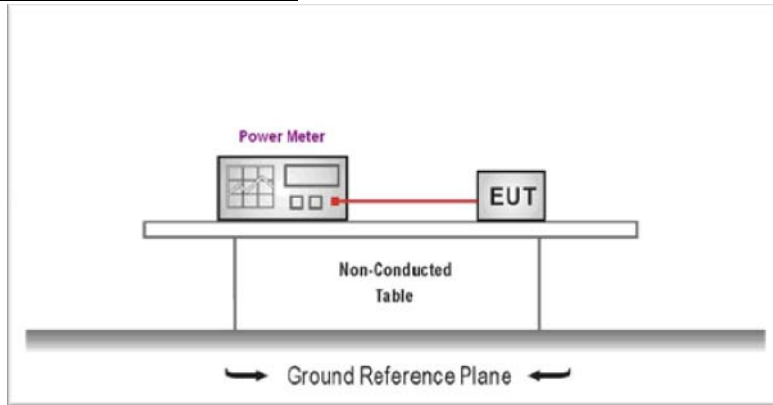 Power Meter
EUT
Non-Conducted
Table
Ground Reference Plane